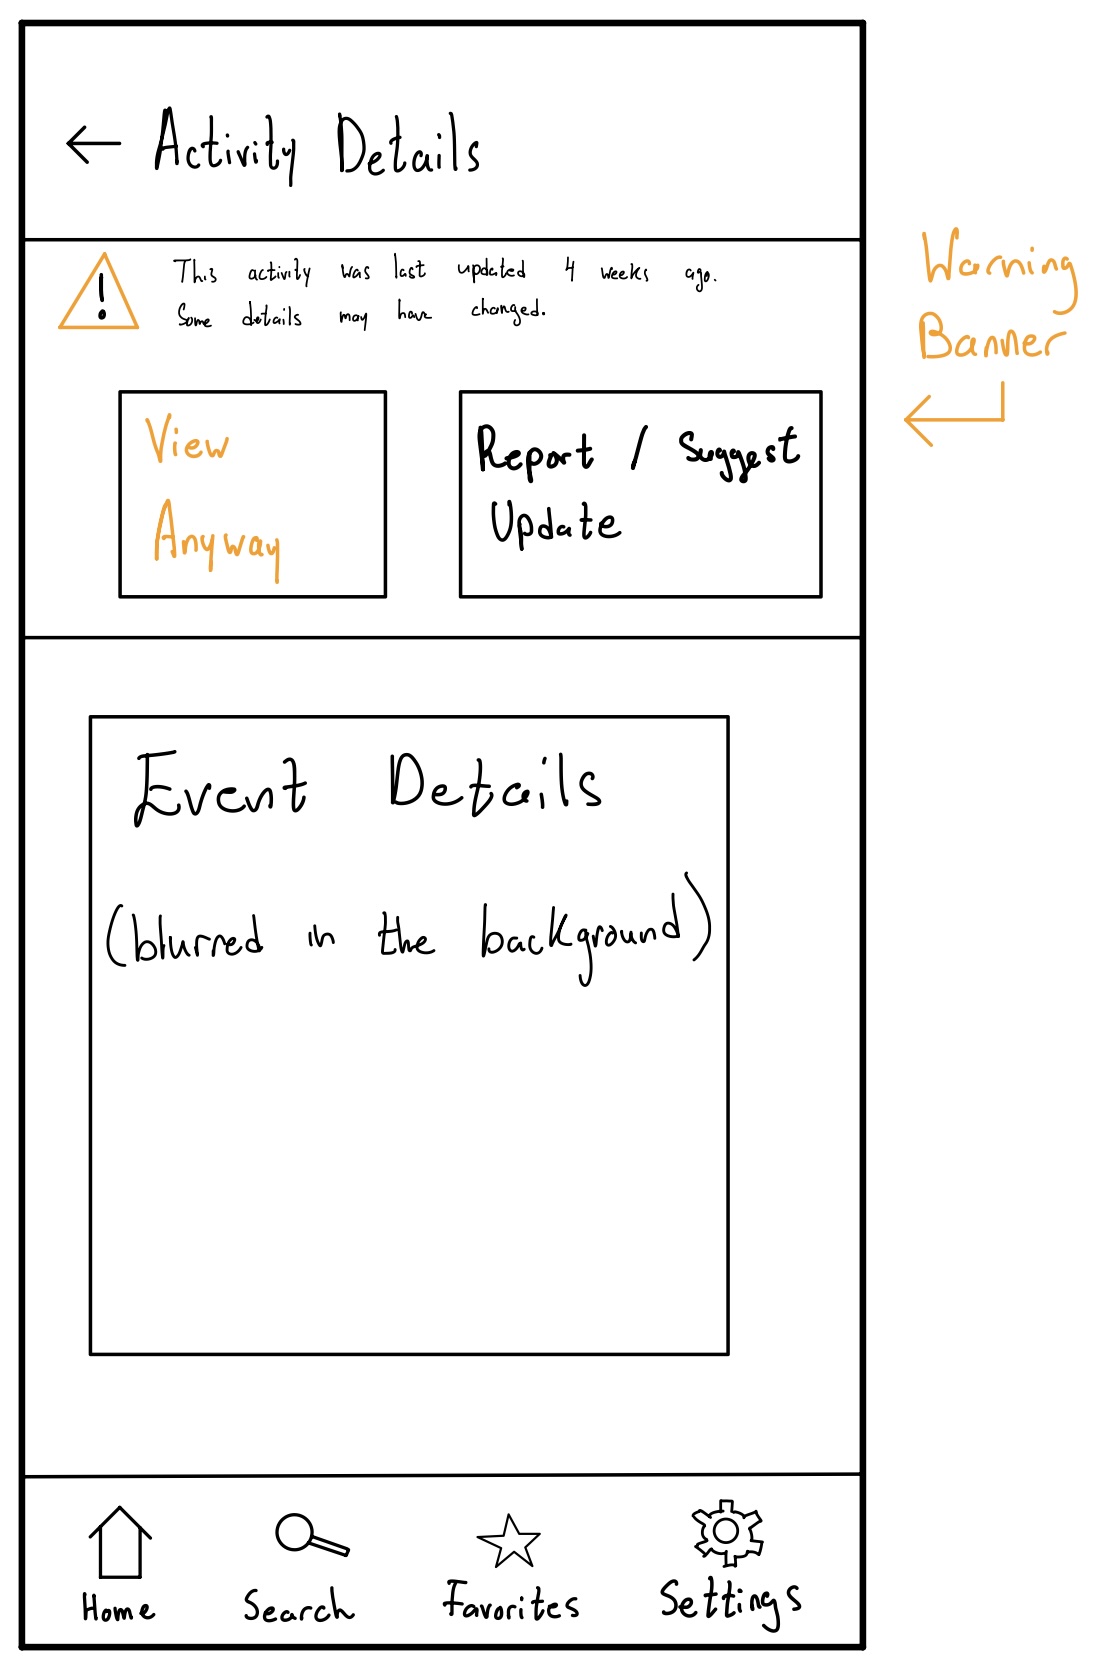 ← Activity Details
! This activity was last updated 4 weeks ago.
Some details may have changed.
Warning
Banner
View
Anyway
Report / Suggest
Update
Event Details
(blurred in the background)
Home Search Favorites Settings